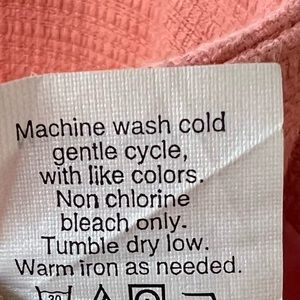 Machine wash cold
gentle cycle,
with like colors.
Non chlorine
bleach only.
Tumble dry low.
Warm iron as needed.
30